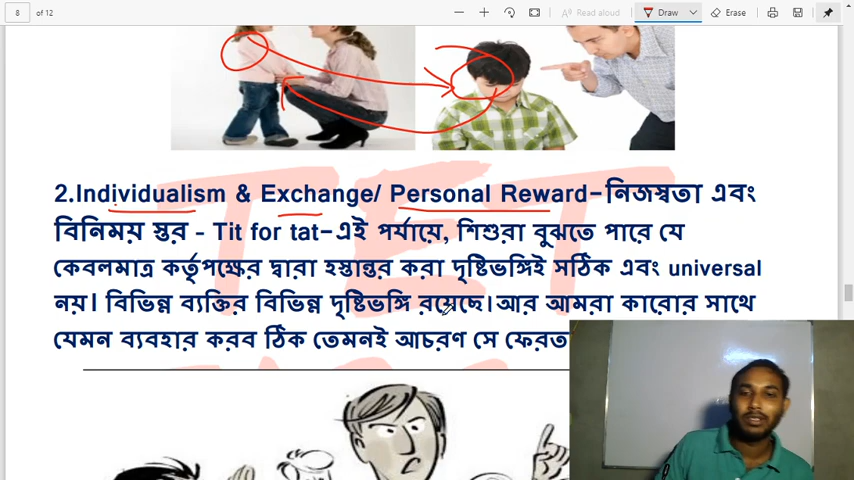 8 of 12
Read aloud
Draw
Erase
2.Individualism & Exchange/ Personal Reward-নিজস্বতা এবং
বিনিময় স্তর - Tit for tat-এই পর্যায়ে, শিশুরা বুঝতে পারে যে
কেবলমাত্র কর্তৃপক্ষের দ্বারা হস্তান্তর করা দৃষ্টিভঙ্গিই সঠিক এবং universal
নয়। বিভিন্ন ব্যক্তির বিভিন্ন দৃষ্টিভঙ্গি রয়েছে। আর আমরা কারোর সাথে
যেমন ব্যবহার করব ঠিক তেমনই আচরণ সে ফেরত
TET